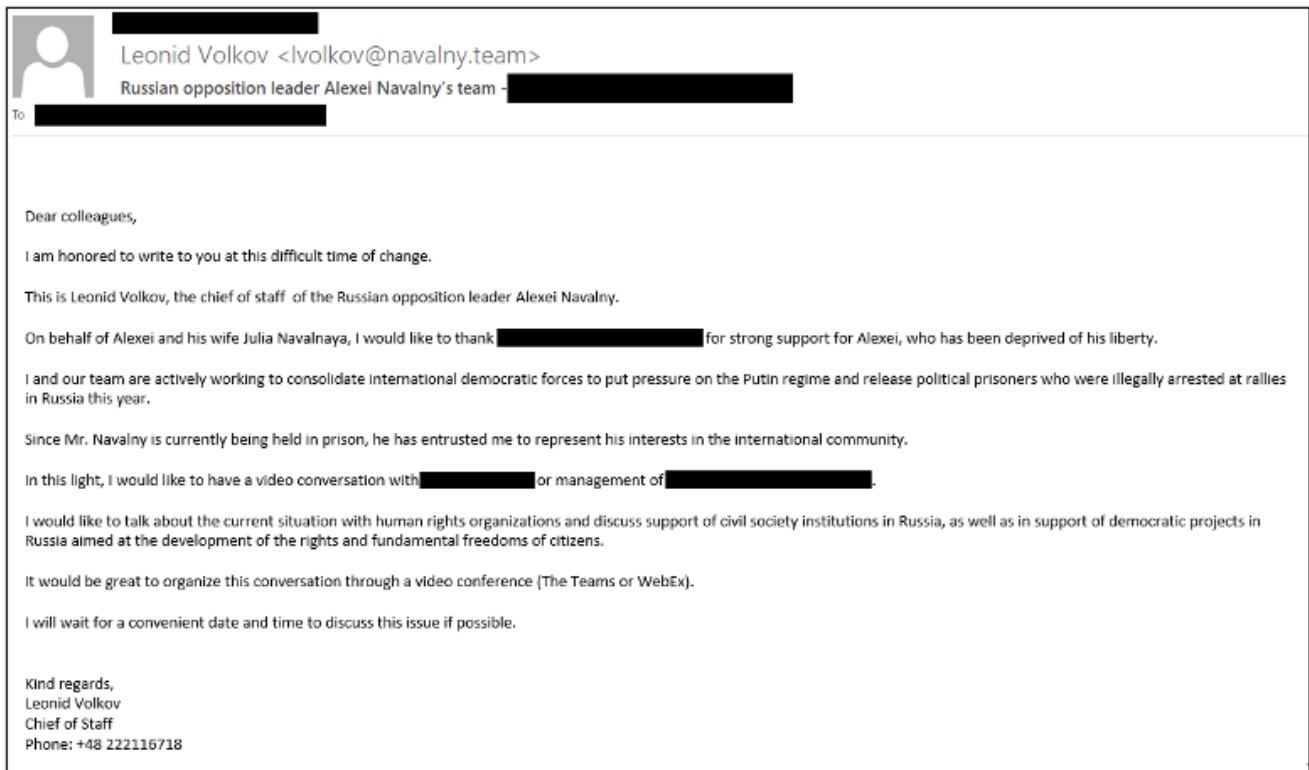 Leonid Volkov <lvolkov@navalny.team>
Russian opposition leader Alexei Navalny's team -
To
Dear colleagues,
I am honored to write to you at this difficult time of change.
This is Leonid Volkov, the chief of staff of the Russian opposition leader Alexei Navalny.
On behalf of Alexei and his wife Julia Navalnaya, I would like to thank for strong support for Alexei, who has been deprived of his liberty.
I and our team are actively working to consolidate international democratic forces to put pressure on the Putin regime and release political prisoners who were illegally arrested at rallies
in Russia this year.
Since Mr. Navalny is currently being held in prison, he has entrusted me to represent his interests in the international community.
In this light, I would like to have a video conversation with or management of .
I would like to talk about the current situation with human rights organizations and discuss support of civil society institutions in Russia, as well as in support of democratic projects in
Russia aimed at the development of the rights and fundamental freedoms of citizens.
It would be great to organize this conversation through a video conference (The Teams or WebEx).
I will wait for a convenient date and time to discuss this issue if possible.
Kind regards,
Leonid Volkov
Chief of Staff
Phone: +48 222116718